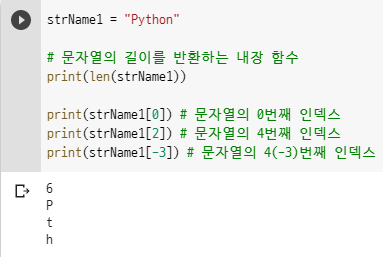 strName1 = "Python"
# 문자열의 길이를 반환하는 내장 함수
print(len(strName1))
print(strName1[0]) # 문자열의 0번째 인덱스
print(strName1[2]) # 문자열의 4번째 인덱스
print(strName1[-3]) # 문자열의 4(-3)번째 인덱스
6
P
t
h